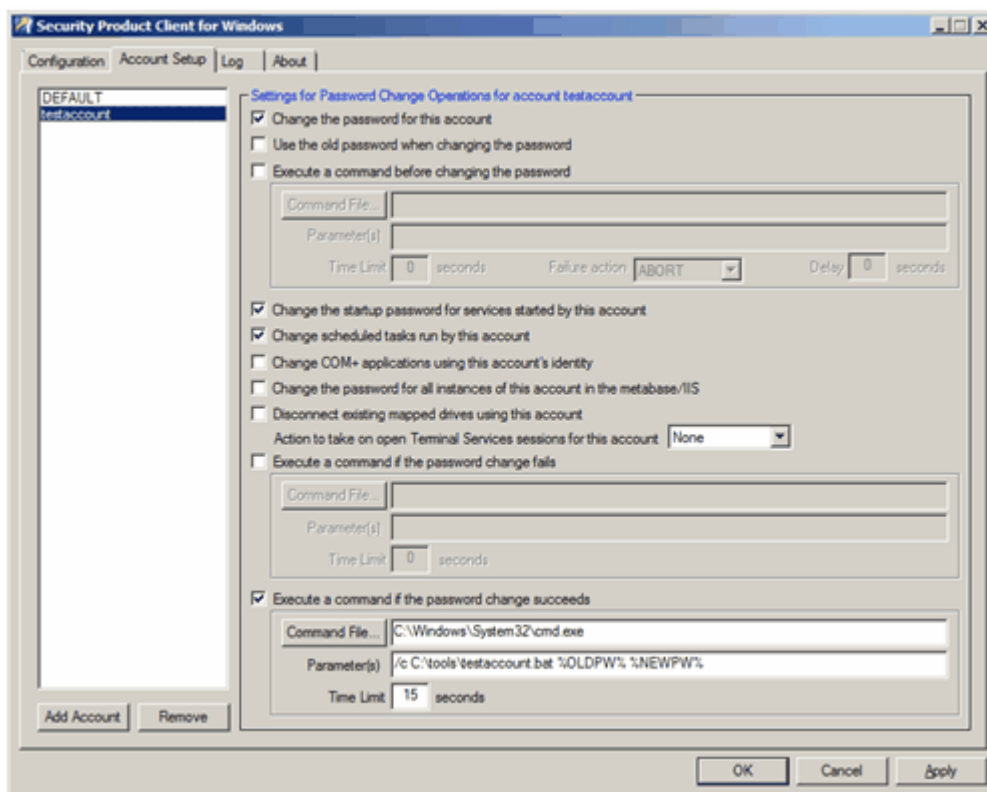 Security Product Client for Windows
Configuration Account Setup Log About
DEFAULT
testaccount
Add Account Remove
Settings for Password Change Operations for account testaccount
Change the password for this account
Use the old password when changing the password
Execute a command before changing the password
Command File...
Parameter(s)
Time Limit 0 seconds Failure action ABORT Delay 0 seconds
Change the startup password for services started by this account
Change scheduled tasks run by this account
Change COM+ applications using this account's identity
Change the password for all instances of this account in the metabase/IIS
Disconnect existing mapped drives using this account
Action to take on open Terminal Services sessions for this account None
Execute a command if the password change fails
Command File...
Parameter(s)
Time Limit 0 seconds
Execute a command if the password change succeeds
Command File... C:\Windows\System32\cmd.exe
Parameter(s) /c C:\tools\testaccount.bat %OLDPW% %NEWPW%
Time Limit 15 seconds
OK Cancel Apply